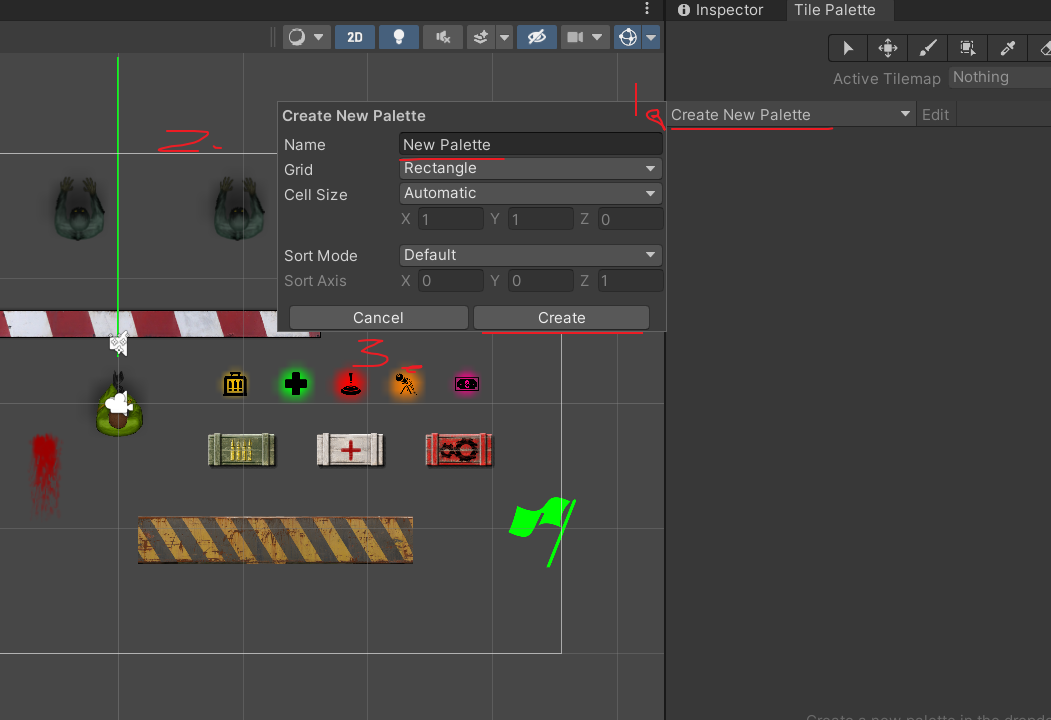 Inspector
Tile Palette
2D
Active Tilemap Nothing
1
Create New Palette Edit
Create New Palette
2.
Name New Palette
Grid Rectangle
Cell Size Automatic
X 1 Y 1 Z 0
Sort Mode Default
Sort Axis X 0 Y 0 Z 1
Cancel Create
3